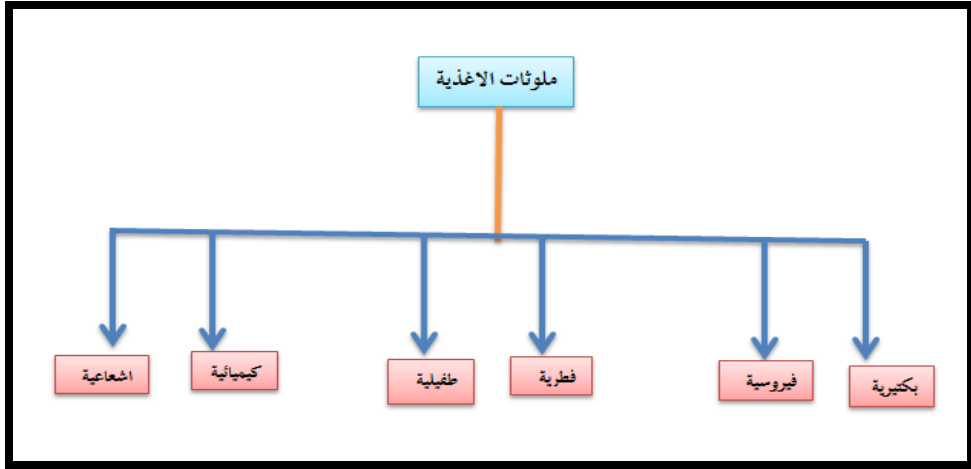 ملوثات الاغذية
بكتيرية
فيروسية
فطرية
طفيلية
كيميائية
اشعاعية